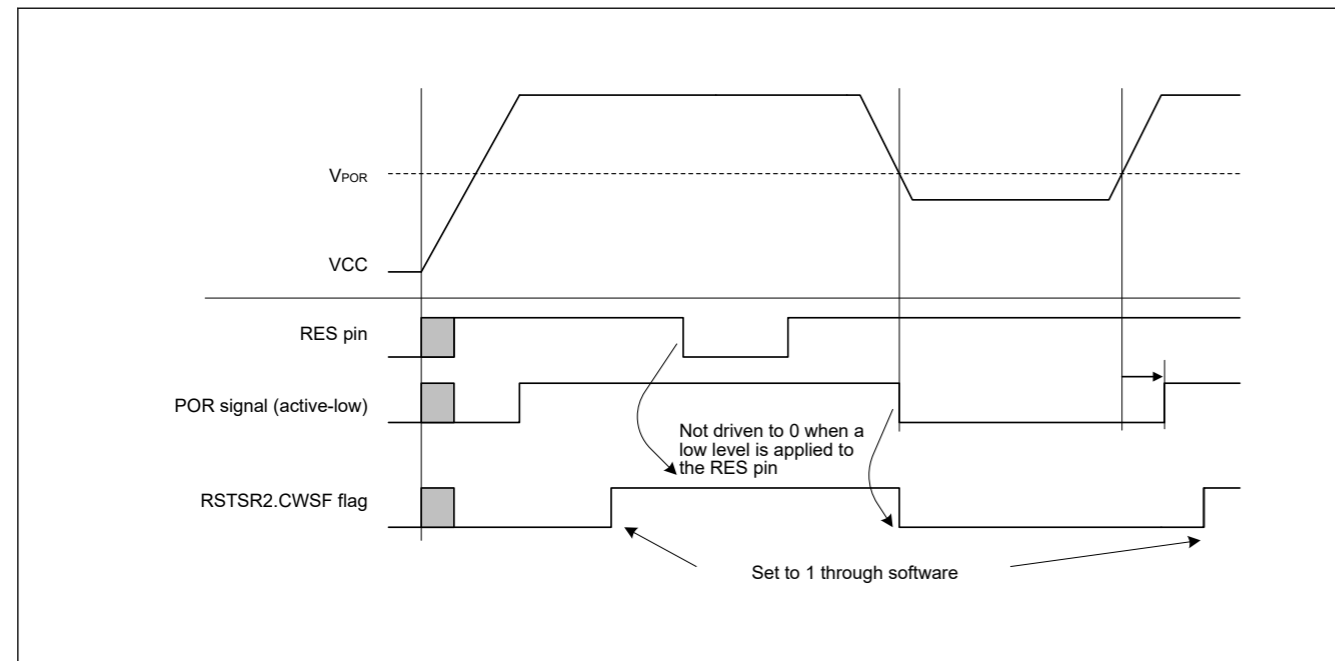 VPOR
VCC
RES pin
POR signal (active-low)
Not driven to 0 when a
low level is applied to
the RES pin
RSTSR2.CWSF flag
Set to 1 through software